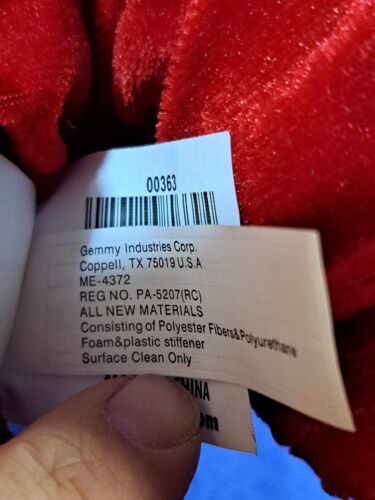 00363
Gemmy Industries Corp.
Coppell, TX 75019 U.S.A
ME-4372
REG NO. PA-5207(RC)
ALL NEW MATERIALS
Consisting of Polyester Fibers&Polyurethane
Foam&plastic stiffener
Surface Clean Only